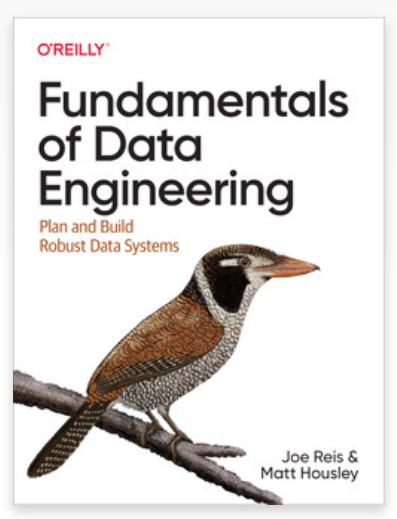 O'REILLY®
Fundamentals
of Data
Engineering
Plan and Build
Robust Data Systems
Joe Reis &
Matt Housley